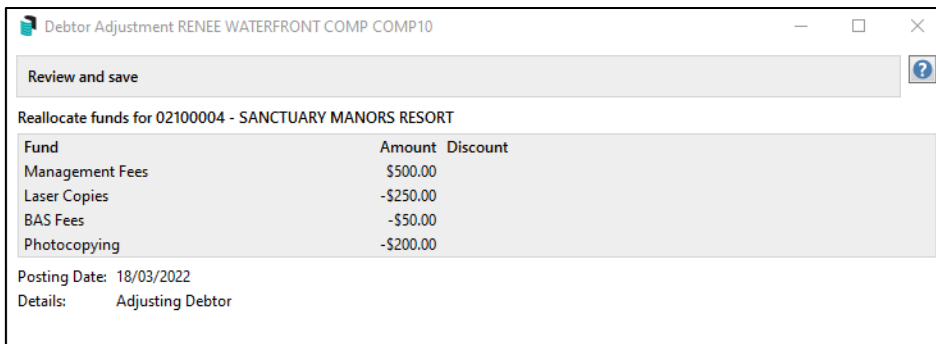 Debtor Adjustment RENEE WATERFRONT COMP COMP10
Review and save
?
Reallocate funds for 02100004 - SANCTUARY MANORS RESORT
Fund Amount Discount
Management Fees $500.00
Laser Copies -$250.00
BAS Fees -$50.00
Photocopying -$200.00
Posting Date: 18/03/2022
Details: Adjusting Debtor